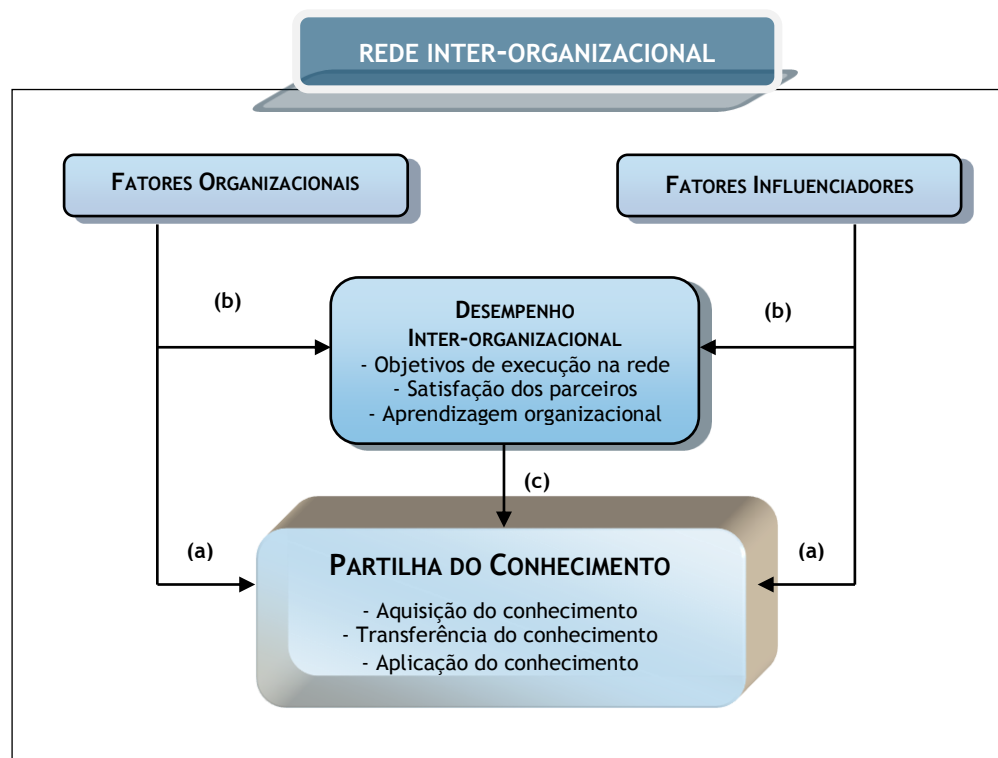 REDE INTER-ORGANIZACIONAL
FATORES ORGANIZACIONAIS
FATORES INFLUENCIADORES
(b)
(b)
DESEMPENHO
INTER-ORGANIZACIONAL
- Objetivos de execução na rede
- Satisfação dos parceiros
- Aprendizagem organizacional
(c)
(a)
(a)
PARTILHA DO CONHECIMENTO
- Aquisição do conhecimento
- Transferência do conhecimento
- Aplicação do conhecimento